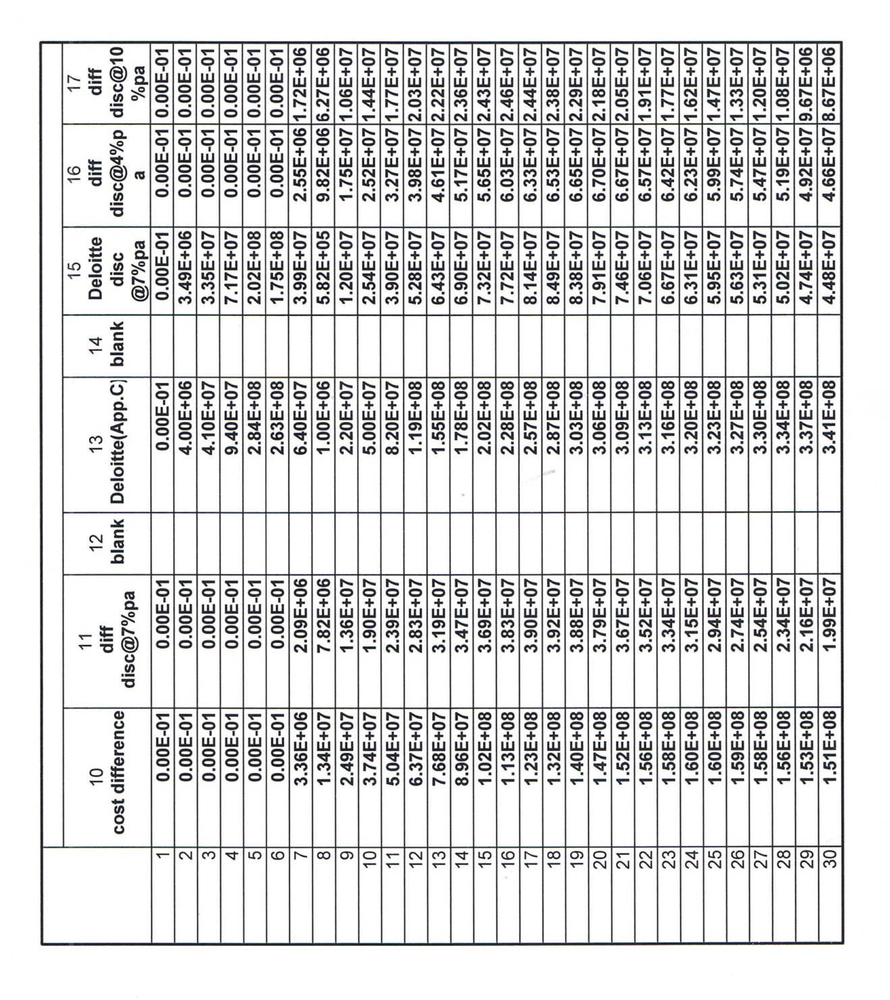 10 11 12 13 14 15 16 17
cost difference diff disc@7%pa blank Deloitte(App.C) blank Deloitte disc @7%pa diff disc@4%pa diff disc@10%pa
1 0.00E-01 0.00E-01 0.00E-01 0.00E-01 0.00E-01 0.00E-01
2 0.00E-01 0.00E-01 4.00E+06 3.49E+06 0.00E-01 0.00E-01
3 0.00E-01 0.00E-01 4.10E+07 3.35E+07 0.00E-01 0.00E-01
4 0.00E-01 0.00E-01 9.40E+07 7.17E+07 0.00E-01 0.00E-01
5 0.00E-01 0.00E-01 2.84E+08 2.02E+08 0.00E-01 0.00E-01
6 0.00E-01 0.00E-01 2.63E+08 1.75E+08 0.00E-01 0.00E-01
7 3.36E+06 2.09E+06 6.40E+07 3.99E+07 2.55E+06 1.72E+06
8 1.34E+07 7.82E+06 1.00E+06 5.82E+05 9.82E+06 6.27E+06
9 2.49E+07 1.36E+07 2.20E+07 1.20E+07 1.75E+07 1.06E+07
10 3.74E+07 1.90E+07 5.00E+07 2.54E+07 2.52E+07 1.44E+07
11 5.04E+07 2.39E+07 8.20E+07 3.90E+07 3.27E+07 1.77E+07
12 6.37E+07 2.83E+07 1.19E+08 5.28E+07 3.98E+07 2.03E+07
13 7.68E+07 3.19E+07 1.55E+08 6.43E+07 4.61E+07 2.22E+07
14 8.96E+07 3.47E+07 1.78E+08 6.90E+07 5.17E+07 2.36E+07
15 1.02E+08 3.69E+07 2.02E+08 7.32E+07 5.65E+07 2.43E+07
16 1.13E+08 3.83E+07 2.28E+08 7.72E+07 6.03E+07 2.46E+07
17 1.23E+08 3.90E+07 2.57E+08 8.14E+07 6.33E+07 2.44E+07
18 1.32E+08 3.92E+07 2.87E+08 8.49E+07 6.53E+07 2.38E+07
19 1.40E+08 3.88E+07 3.03E+08 8.38E+07 6.65E+07 2.29E+07
20 1.47E+08 3.79E+07 3.06E+08 7.91E+07 6.70E+07 2.18E+07
21 1.52E+08 3.67E+07 3.09E+08 7.46E+07 6.67E+07 2.05E+07
22 1.56E+08 3.52E+07 3.13E+08 7.06E+07 6.57E+07 1.91E+07
23 1.58E+08 3.34E+07 3.16E+08 6.67E+07 6.42E+07 1.77E+07
24 1.60E+08 3.15E+07 3.20E+08 6.31E+07 6.23E+07 1.62E+07
25 1.60E+08 2.94E+07 3.23E+08 5.95E+07 5.99E+07 1.47E+07
26 1.59E+08 2.74E+07 3.27E+08 5.63E+07 5.74E+07 1.33E+07
27 1.58E+08 2.54E+07 3.30E+08 5.31E+07 5.47E+07 1.20E+07
28 1.56E+08 2.34E+07 3.34E+08 5.02E+07 5.19E+07 1.08E+07
29 1.53E+08 2.16E+07 3.37E+08 4.74E+07 4.92E+07 9.67E+06
30 1.51E+08 1.99E+07 3.41E+08 4.48E+07 4.66E+07 8.67E+06